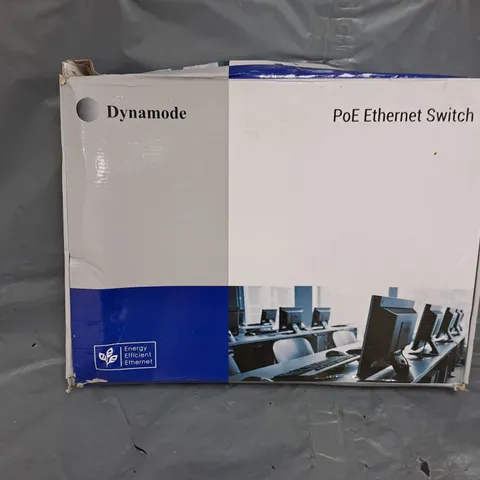 Dynamode
PoE Ethernet Switch
Energy
Efficient
Ethernet